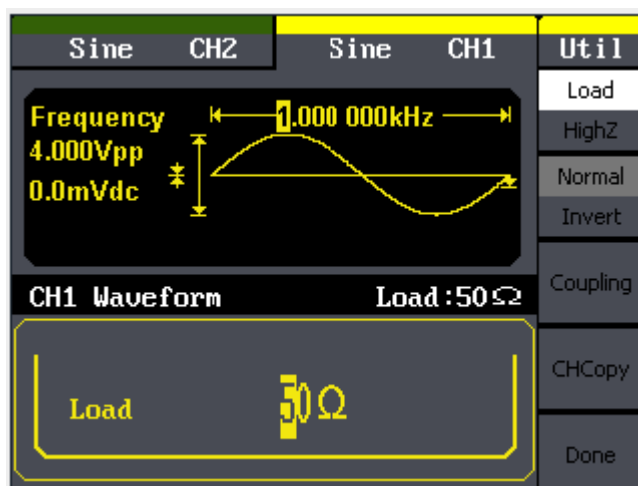 Sine CH2 Sine CH1 Util
Load
HighZ
Normal
Invert
Coupling
CHCopy
Done
Frequency 1.000 000kHz
4.000Vpp
0.0mVdc
CH1 Waveform Load:50Ω
Load 50Ω